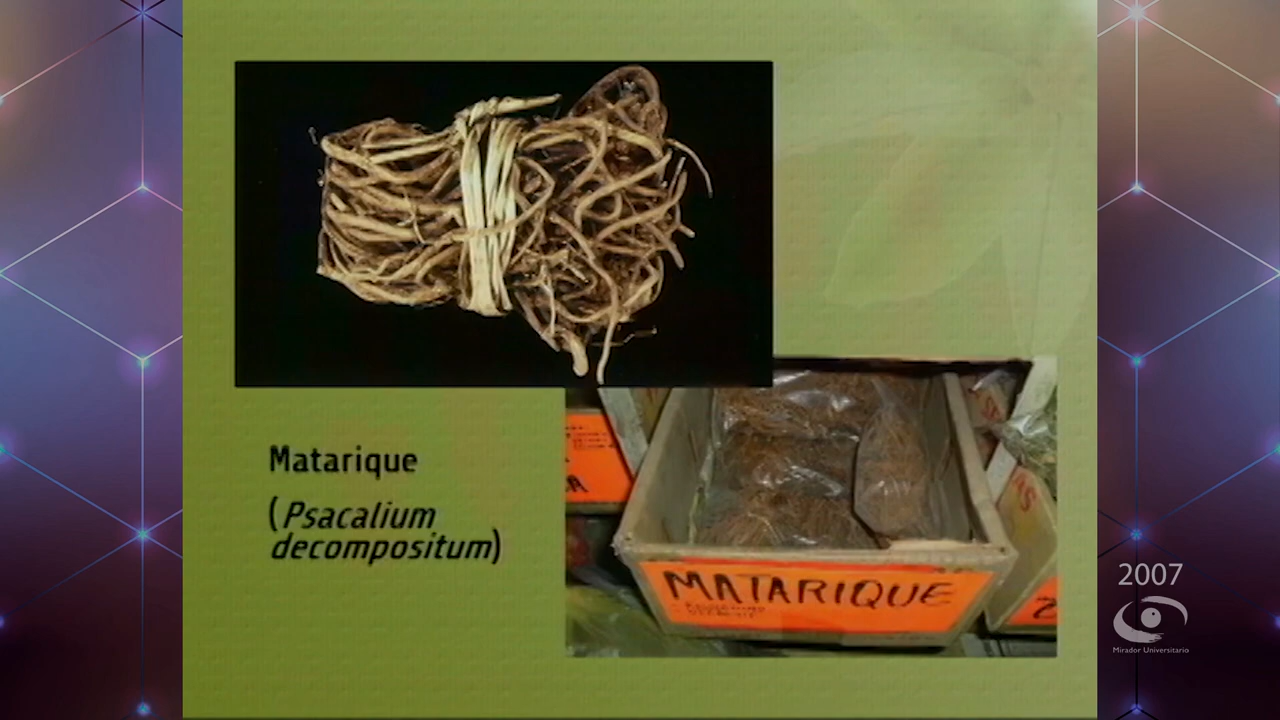 Matarique
(Psacalium
decompositum)
MATARIQUE
2007
Mirador Universitario